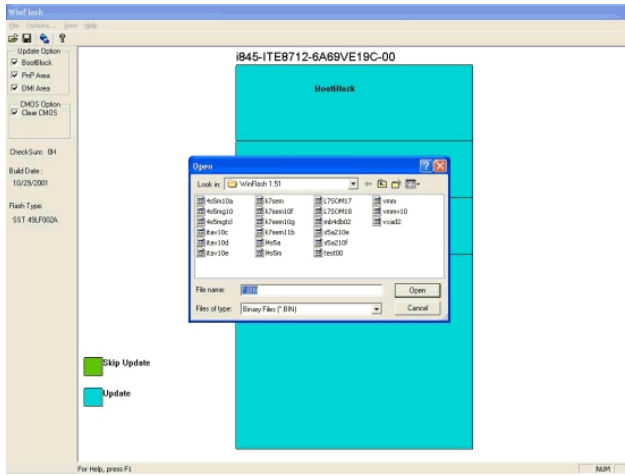 WinFlash
File Options... View Help
Update Option
BootBlock
PnP Area
DMI Area
CMOS Option
Clear CMOS
CheckSum: 0H
Build Date :
10/29/2001
Flash Type:
SST 49LF002A
i845-ITE8712-6A69VE19C-00
BootBlock
Open
Look in: WinFlash 1.51
4s5m10a k7sem L7SOM17 vmm
4s5mg10 k7sem10f L7SOM18 vmmv10
4s5mgtd k7sem10g mb4db02 vxad2
itav10c k7sem11b s5a210e
itav10d l4s5a s5a210f
itav10e l4s5m test00
File name: *.BIN Open
Files of type: Binary Files (*.BIN) Cancel
Skip Update
Update
For Help, press F1 NUM